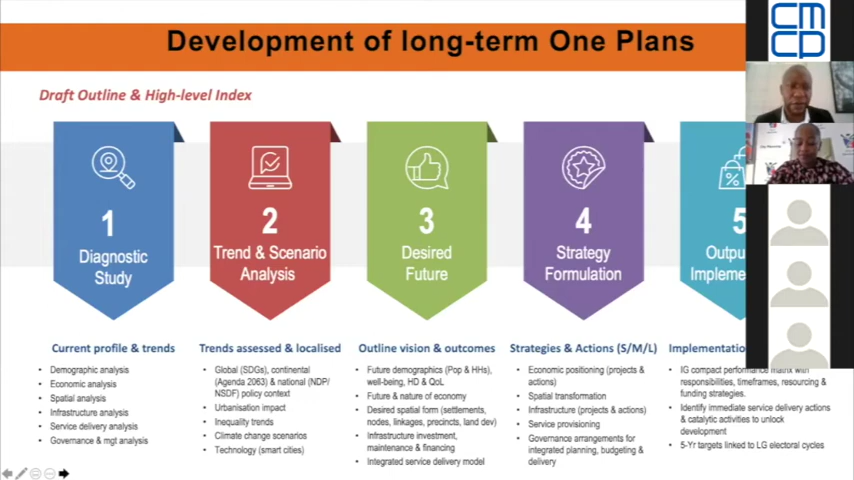 Development of long-term One Plans
Draft Outline & High-level Index
1
Diagnostic
Study
2
Trend & Scenario
Analysis
3
Desired
Future
4
Strategy
Formulation
5
Current profile & trends
• Demographic analysis
• Economic analysis
• Spatial analysis
• Infrastructure analysis
• Service delivery analysis
• Governance & mgt analysis
Trends assessed & localised
• Global (SDGs), continental
(Agenda 2063) & national (NDP/
NSDF) policy context
• Urbanisation impact
• Inequality trends
• Climate change scenarios
• Technology (smart cities)
Outline vision & outcomes
• Future demographics (Pop & HHs),
well-being, HD & QoL
• Future & nature of economy
• Desired spatial form (settlements,
nodes, linkages, precincts, land dev)
• Infrastructure investment,
maintenance & financing
• Integrated service delivery model
Strategies & Actions (S/M/L)
• Economic positioning (projects &
actions)
• Spatial transformation
• Infrastructure (projects & actions)
• Service provisioning
• Governance arrangements for
integrated planning, budgeting &
delivery
Implementation
• IG compact performance matrix with
responsibilities, timeframes, resourcing &
funding strategies.
• Identify immediate service delivery actions
& catalytic activities to unlock
development
• 5-Yr targets linked to LG electoral cycles
cmcp